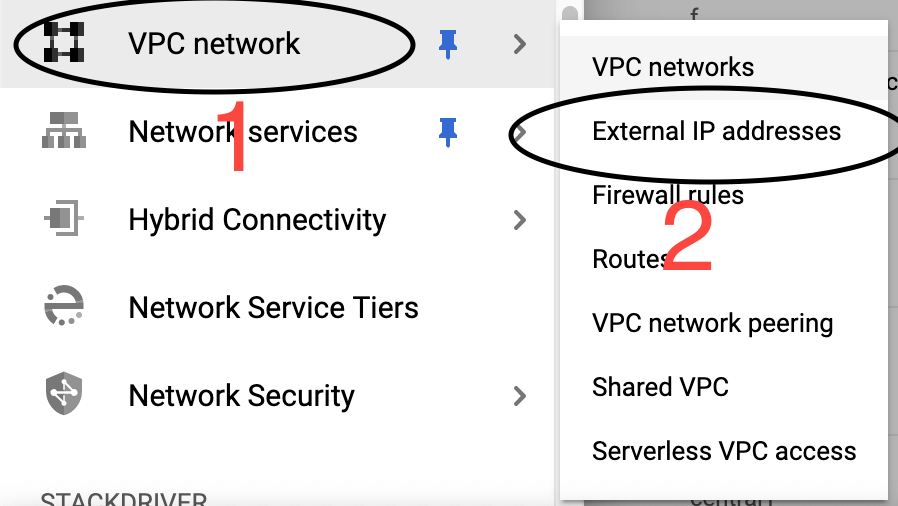 VPC network
1
Network services
Hybrid Connectivity
Network Service Tiers
Network Security
STACKDRIVER
VPC networks
External IP addresses
Firewall rules
2
Routes
VPC network peering
Shared VPC
Serverless VPC access